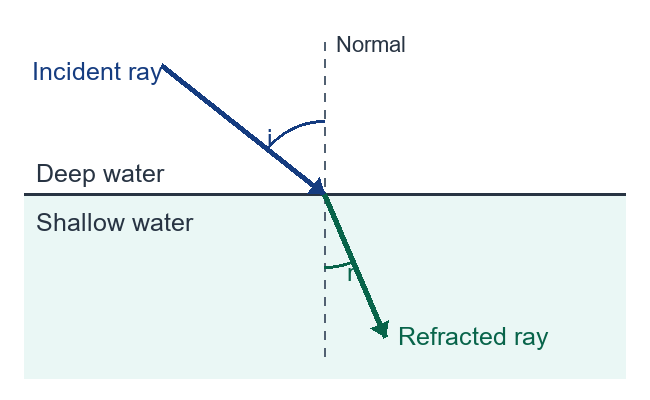 Normal
Incident ray
i
Deep water
Shallow water
r
Refracted ray